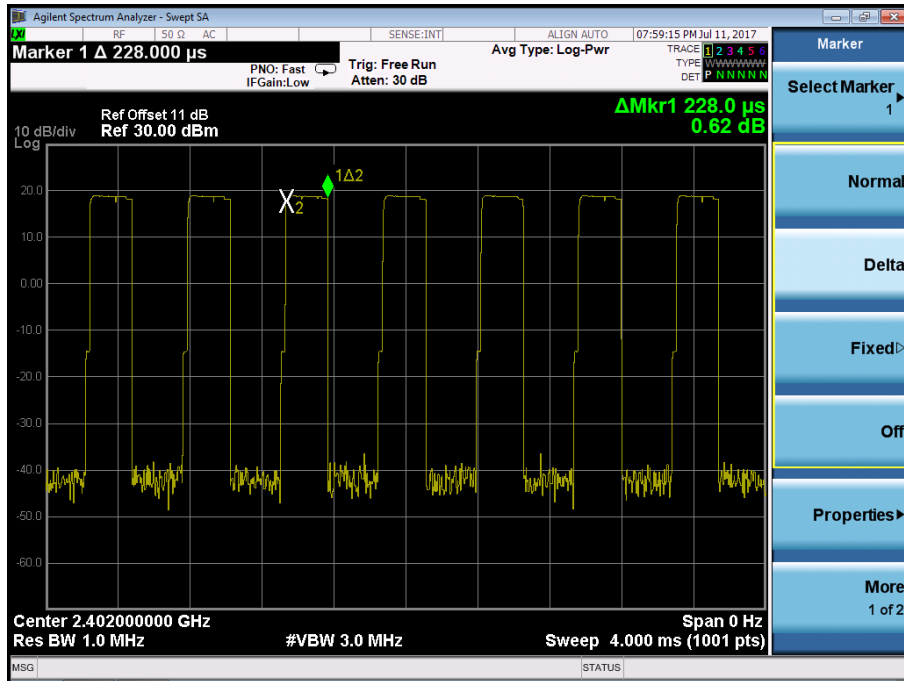 Agilent Spectrum Analyzer - Swept SA
LXI RF 50 Ω AC SENSE:INT ALIGN AUTO 07:59:15 PM Jul 11, 2017
Marker 1 Δ 228.000 µs
PNO: Fast
IFGain:Low
Trig: Free Run
Atten: 30 dB
Avg Type: Log-Pwr
TRACE 1 2 3 4 5 6
TYPE WWWWWW
DET P N N N N N
ΔMkr1 228.0 µs
0.62 dB
Ref Offset 11 dB
10 dB/div Ref 30.00 dBm
Log
20.0
10.0
0.00
-10.0
-20.0
-30.0
-40.0
-50.0
-60.0
1Δ2
X2
Center 2.402000000 GHz Span 0 Hz
Res BW 1.0 MHz #VBW 3.0 MHz Sweep 4.000 ms (1001 pts)
MSG STATUS
Marker
Select Marker
1
Normal
Delta
Fixed
Off
Properties
More
1 of 2